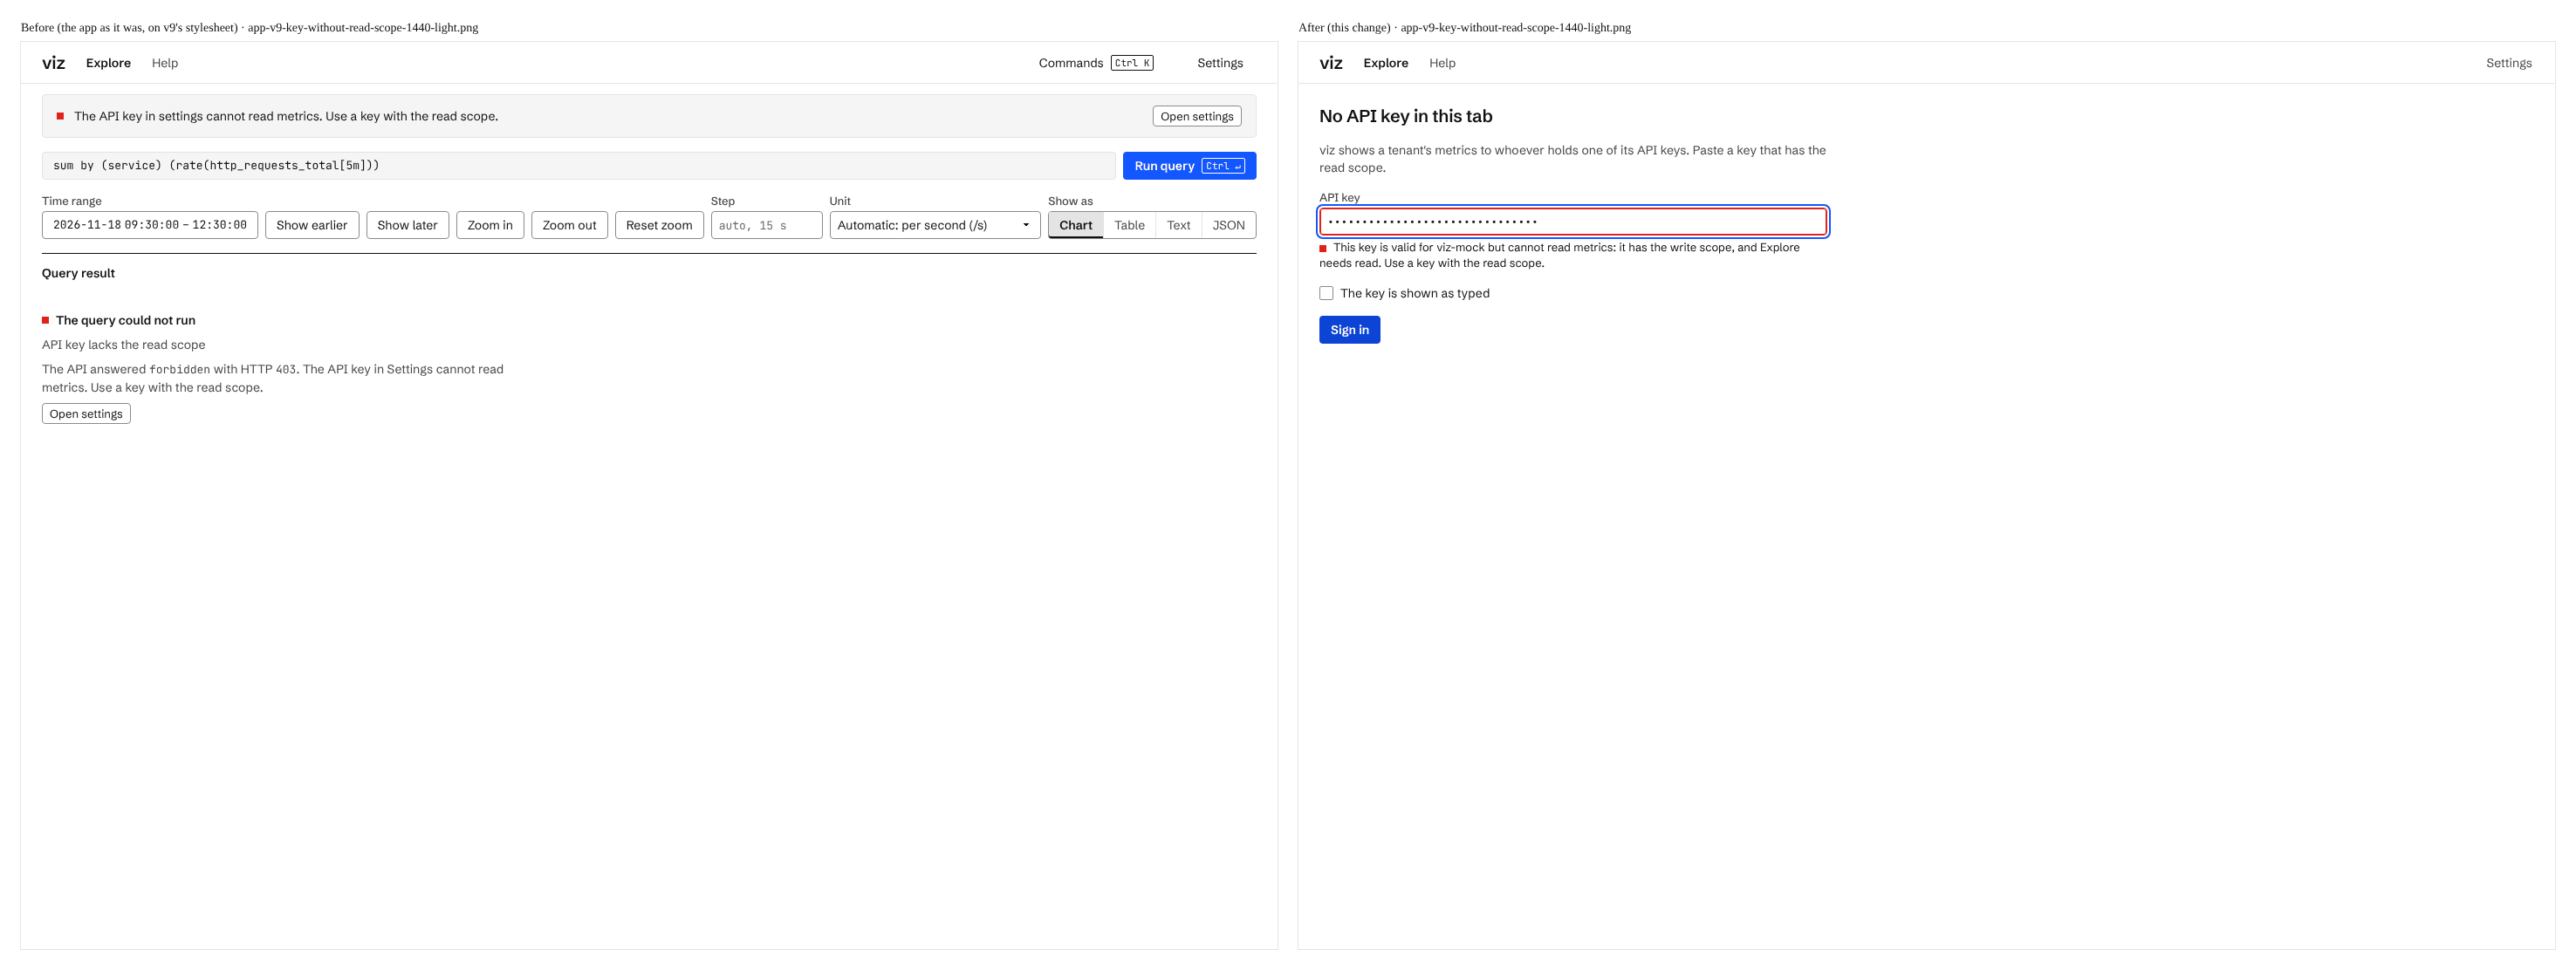 Before (the app as it was, on v9's stylesheet) · app-v9-key-without-read-scope-1440-light.png
viz Explore Help Commands Ctrl K Settings
The API key in settings cannot read metrics. Use a key with the read scope. Open settings
sum by (service) (rate(http_requests_total[5m])) Run query Ctrl ↵
Time range Step Unit Show as
2026-11-18 09:30:00 – 12:30:00 Show earlier Show later Zoom in Zoom out Reset zoom auto, 15 s Automatic: per second (/s) Chart Table Text JSON
Query result
The query could not run
API key lacks the read scope
The API answered forbidden with HTTP 403. The API key in Settings cannot read
metrics. Use a key with the read scope.
Open settings
After (this change) · app-v9-key-without-read-scope-1440-light.png
viz Explore Help Settings
No API key in this tab
viz shows a tenant's metrics to whoever holds one of its API keys. Paste a key that has the
read scope.
API key
This key is valid for viz-mock but cannot read metrics: it has the write scope, and Explore
needs read. Use a key with the read scope.
The key is shown as typed
Sign in